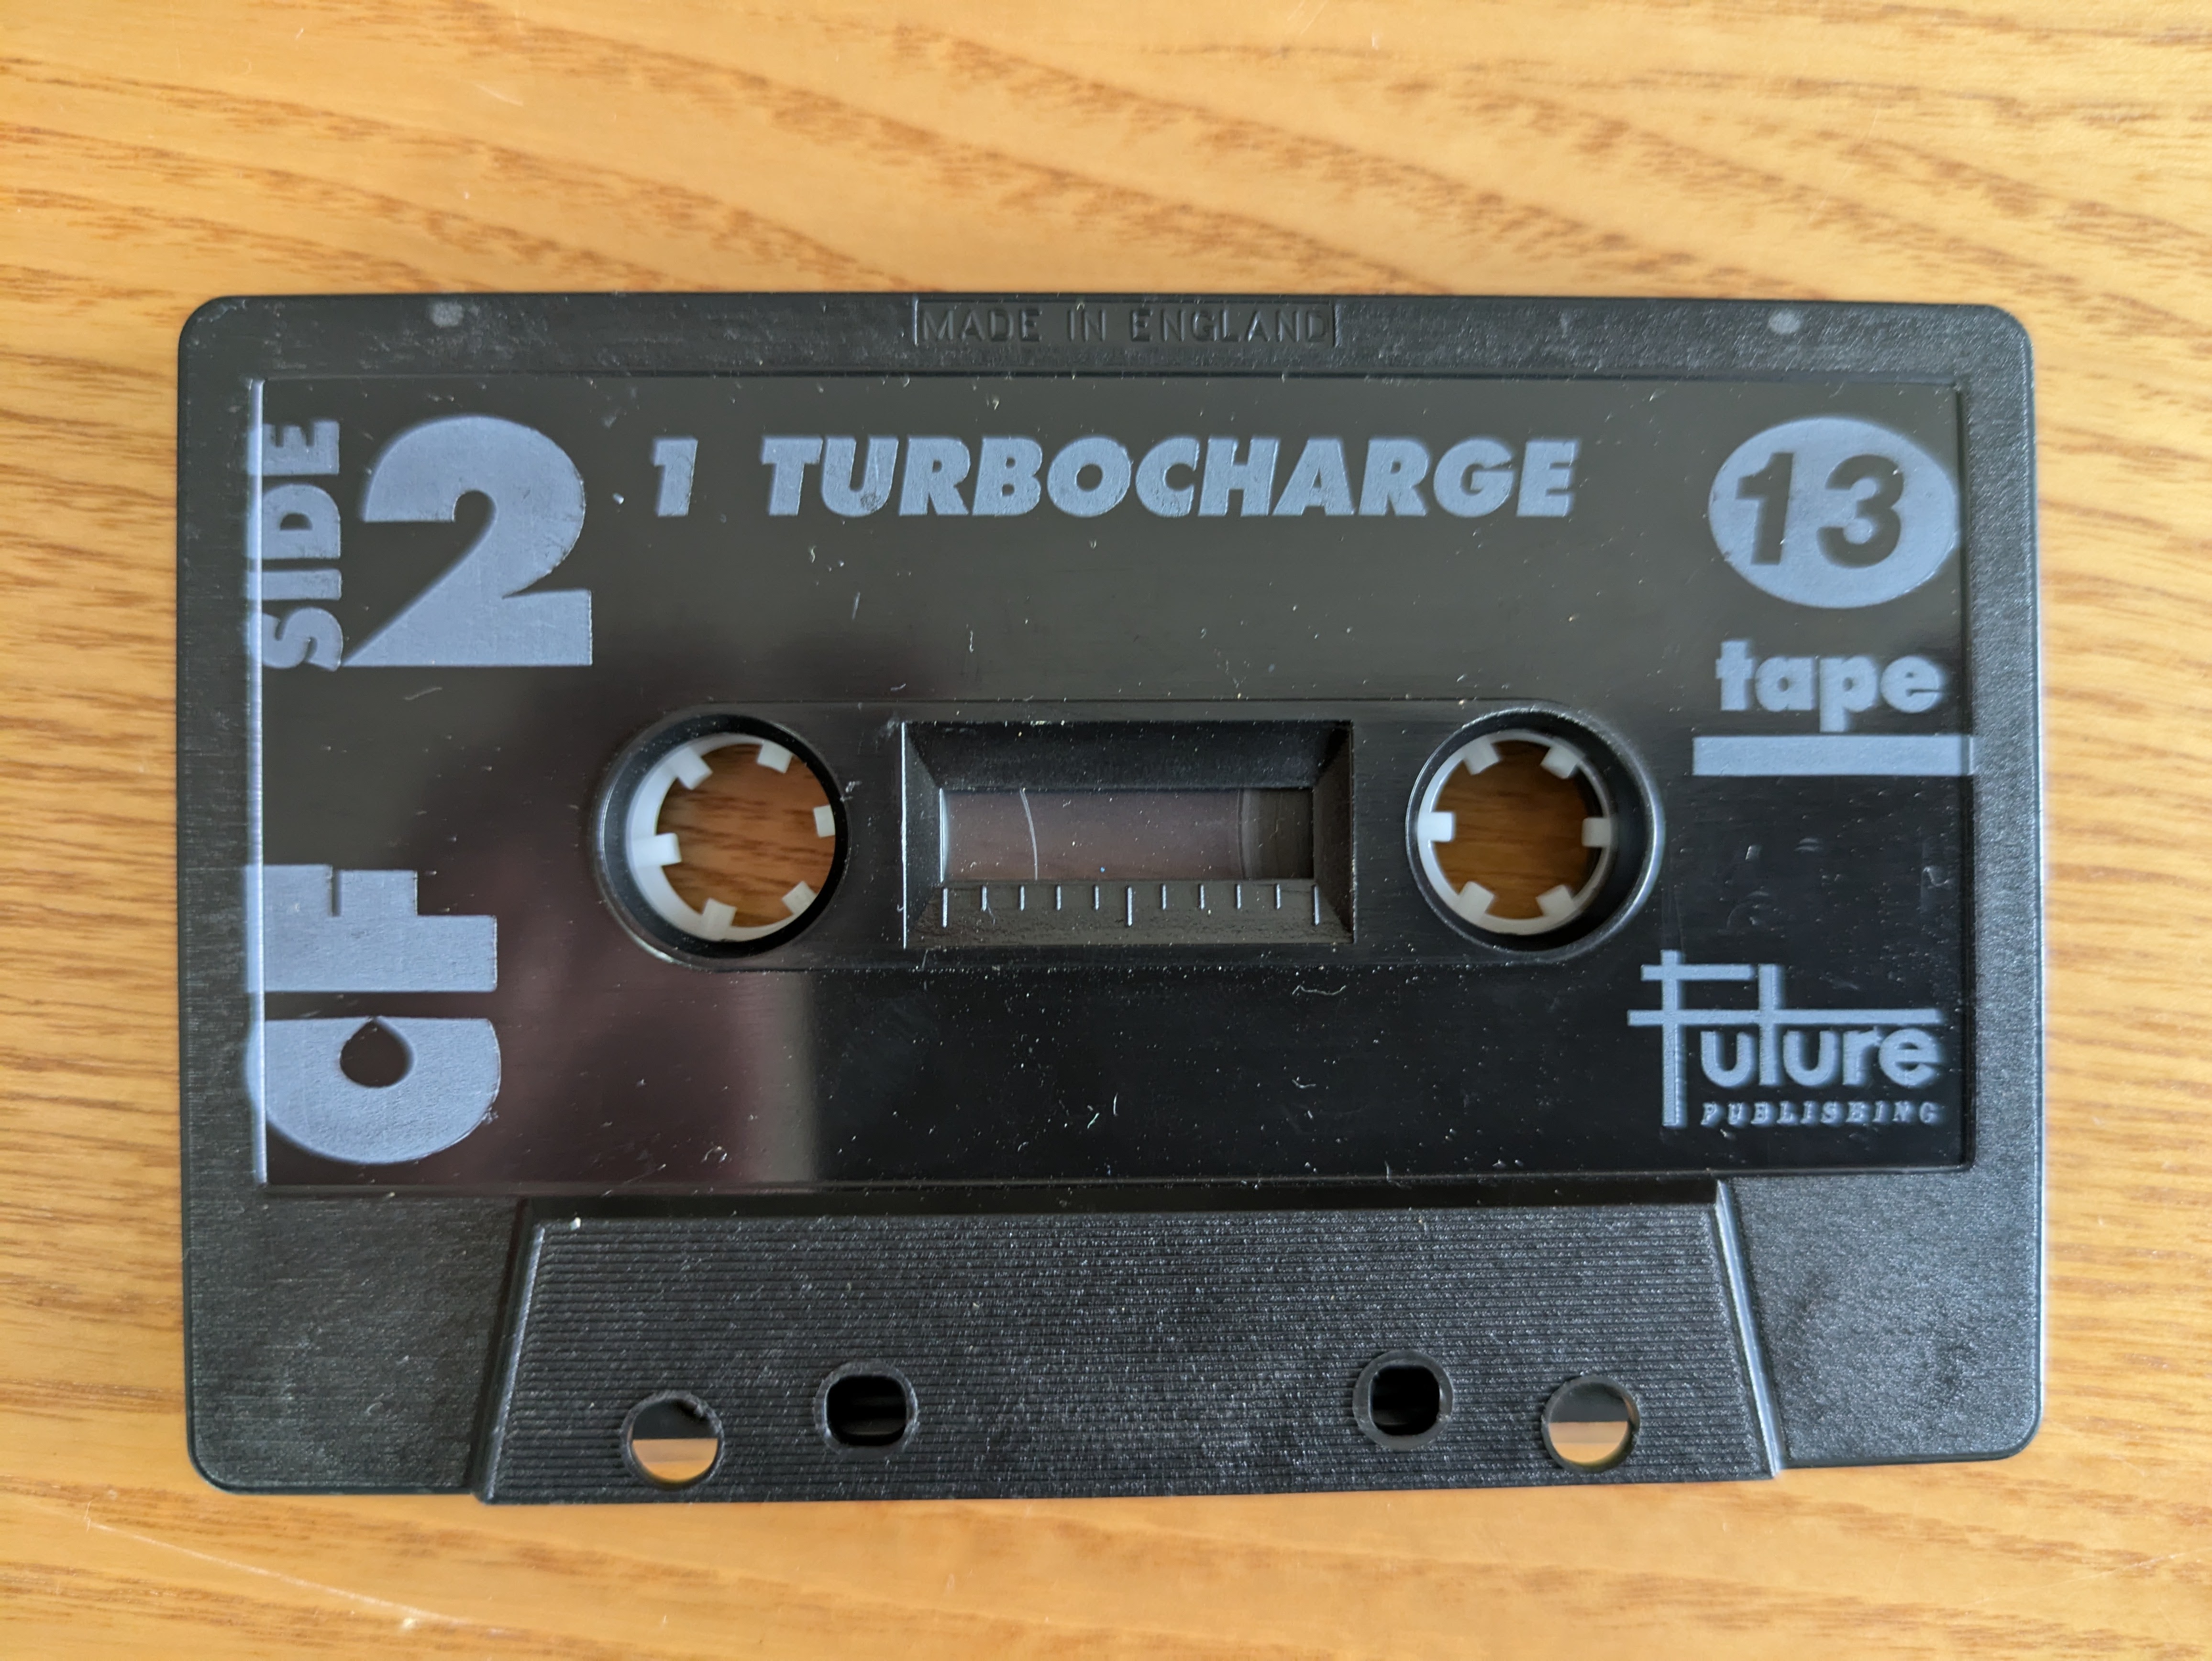 MADE IN ENGLAND
SIDE 2
1 TURBOCHARGE
13
tape
CF
future
PUBLISHING